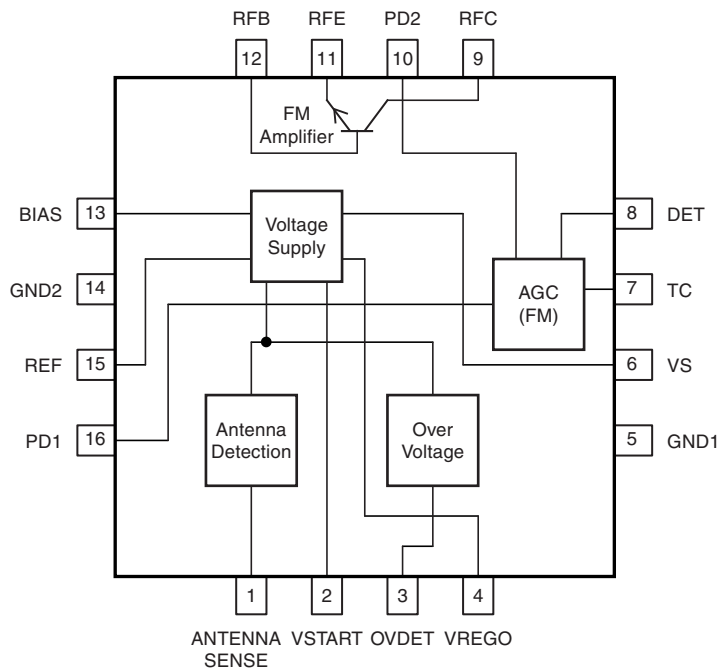 RFB RFE PD2 RFC
12 11 10 9
FM
Amplifier
BIAS 13
Voltage
Supply
8 DET
GND2 14
AGC
(FM)
7 TC
REF 15
6 VS
PD1 16
Antenna
Detection
Over
Voltage
5 GND1
1 2 3 4
ANTENNA
SENSE
VSTART
OVDET
VREGO